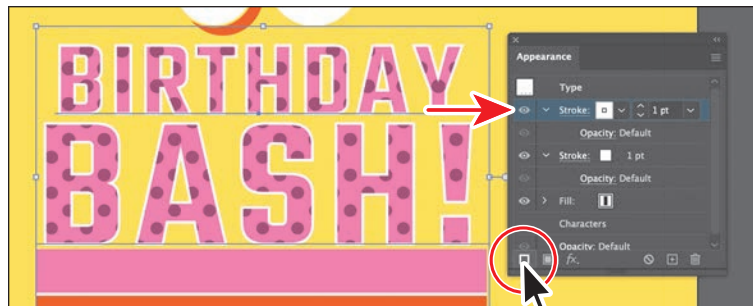 BIRTHDAY
BASH!
Appearance
Type
Stroke: 1 pt
Opacity: Default
Stroke: 1 pt
Opacity: Default
Fill:
Characters
Opacity: Default
fx.